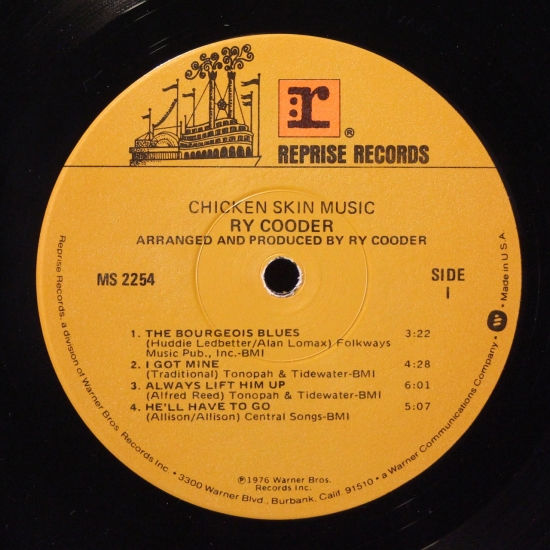 r
®
REPRISE RECORDS
CHICKEN SKIN MUSIC
RY COODER
ARRANGED AND PRODUCED BY RY COODER
MS 2254
SIDE
1
1. THE BOURGEOIS BLUES 3:22
(Huddie Ledbetter/Alan Lomax) Folkways
Music Pub., Inc.-BMI
2. I GOT MINE 4:28
(Traditional) Tonopah & Tidewater-BMI
3. ALWAYS LIFT HIM UP 6:01
(Alfred Reed) Tonopah & Tidewater-BMI
4. HE'LL HAVE TO GO 5:07
(Allison/Allison) Central Songs-BMI
℗1976 Warner Bros.
Records Inc.
Reprise Records, a division of Warner Bros. Records Inc. • 3300 Warner Blvd., Burbank, Calif. 91510 • a Warner Communications Company • W • Made in U.S.A.